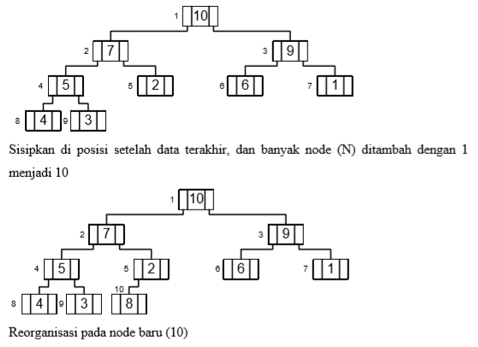 1 10
2 7 3 9
4 5 5 2 6 6 7 1
8 4 9 3
Sisipkan di posisi setelah data terakhir, dan banyak node (N) ditambah dengan 1
menjadi 10
1 10
2 7 3 9
4 5 5 2 6 6 7 1
10
8 4 9 3 8
Reorganisasi pada node baru (10)